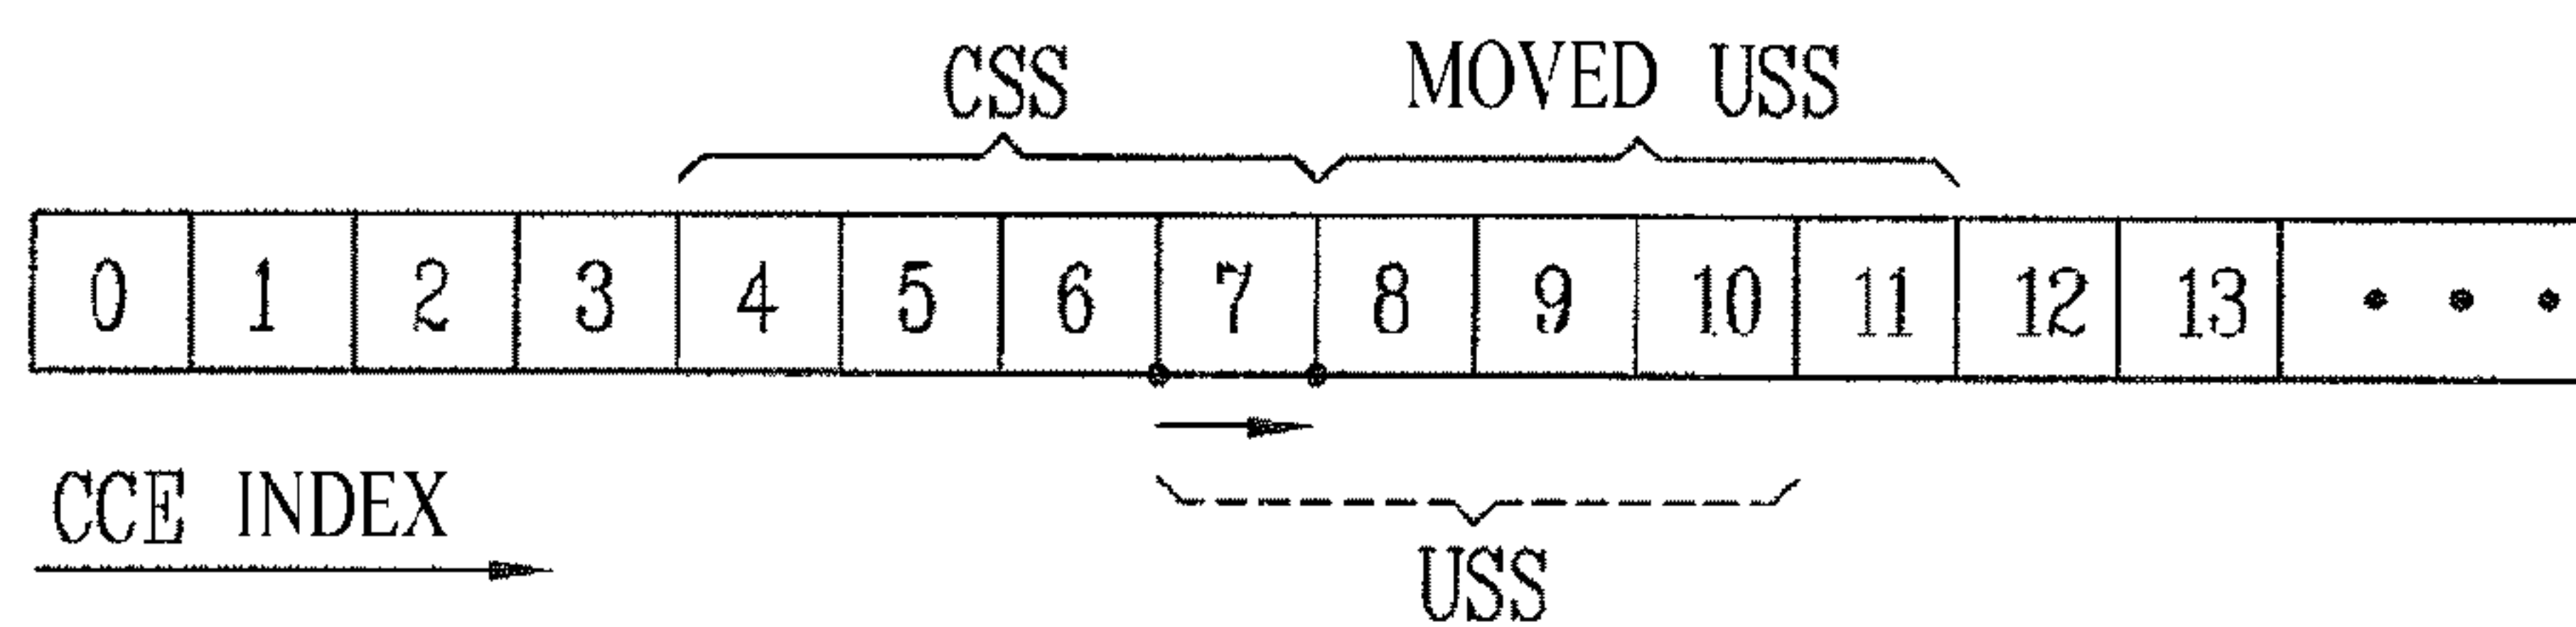 CSS MOVED USS
0 1 2 3 4 5 6 7 8 9 10 11 12 13 • • •
CCE INDEX
USS